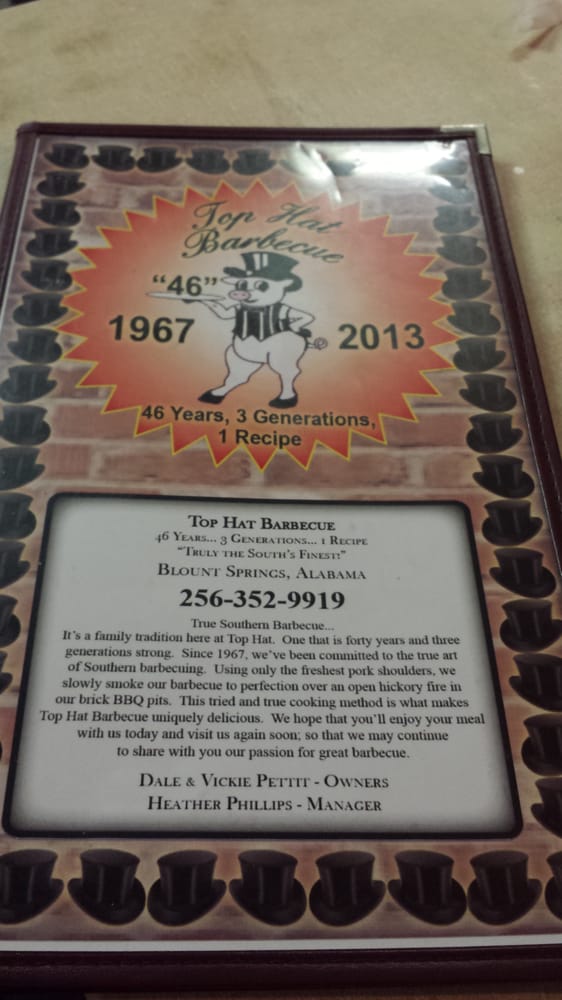 Top Hat
Barbecue
"46"
1967 2013
46 Years, 3 Generations,
1 Recipe
TOP HAT BARBECUE
46 YEARS... 3 GENERATIONS... 1 RECIPE
"TRULY THE SOUTH'S FINEST!"
BLOUNT SPRINGS, ALABAMA
256-352-9919
True Southern Barbecue...
It's a family tradition here at Top Hat. One that is forty years and three
generations strong. Since 1967, we've been committed to the true art
of Southern barbecuing. Using only the freshest pork shoulders, we
slowly smoke our barbecue to perfection over an open hickory fire in
our brick BBQ pits. This tried and true cooking method is what makes
Top Hat Barbecue uniquely delicious. We hope that you'll enjoy your meal
with us today and visit us again soon; so that we may continue
to share with you our passion for great barbecue.
DALE & VICKIE PETTIT - OWNERS
HEATHER PHILLIPS - MANAGER